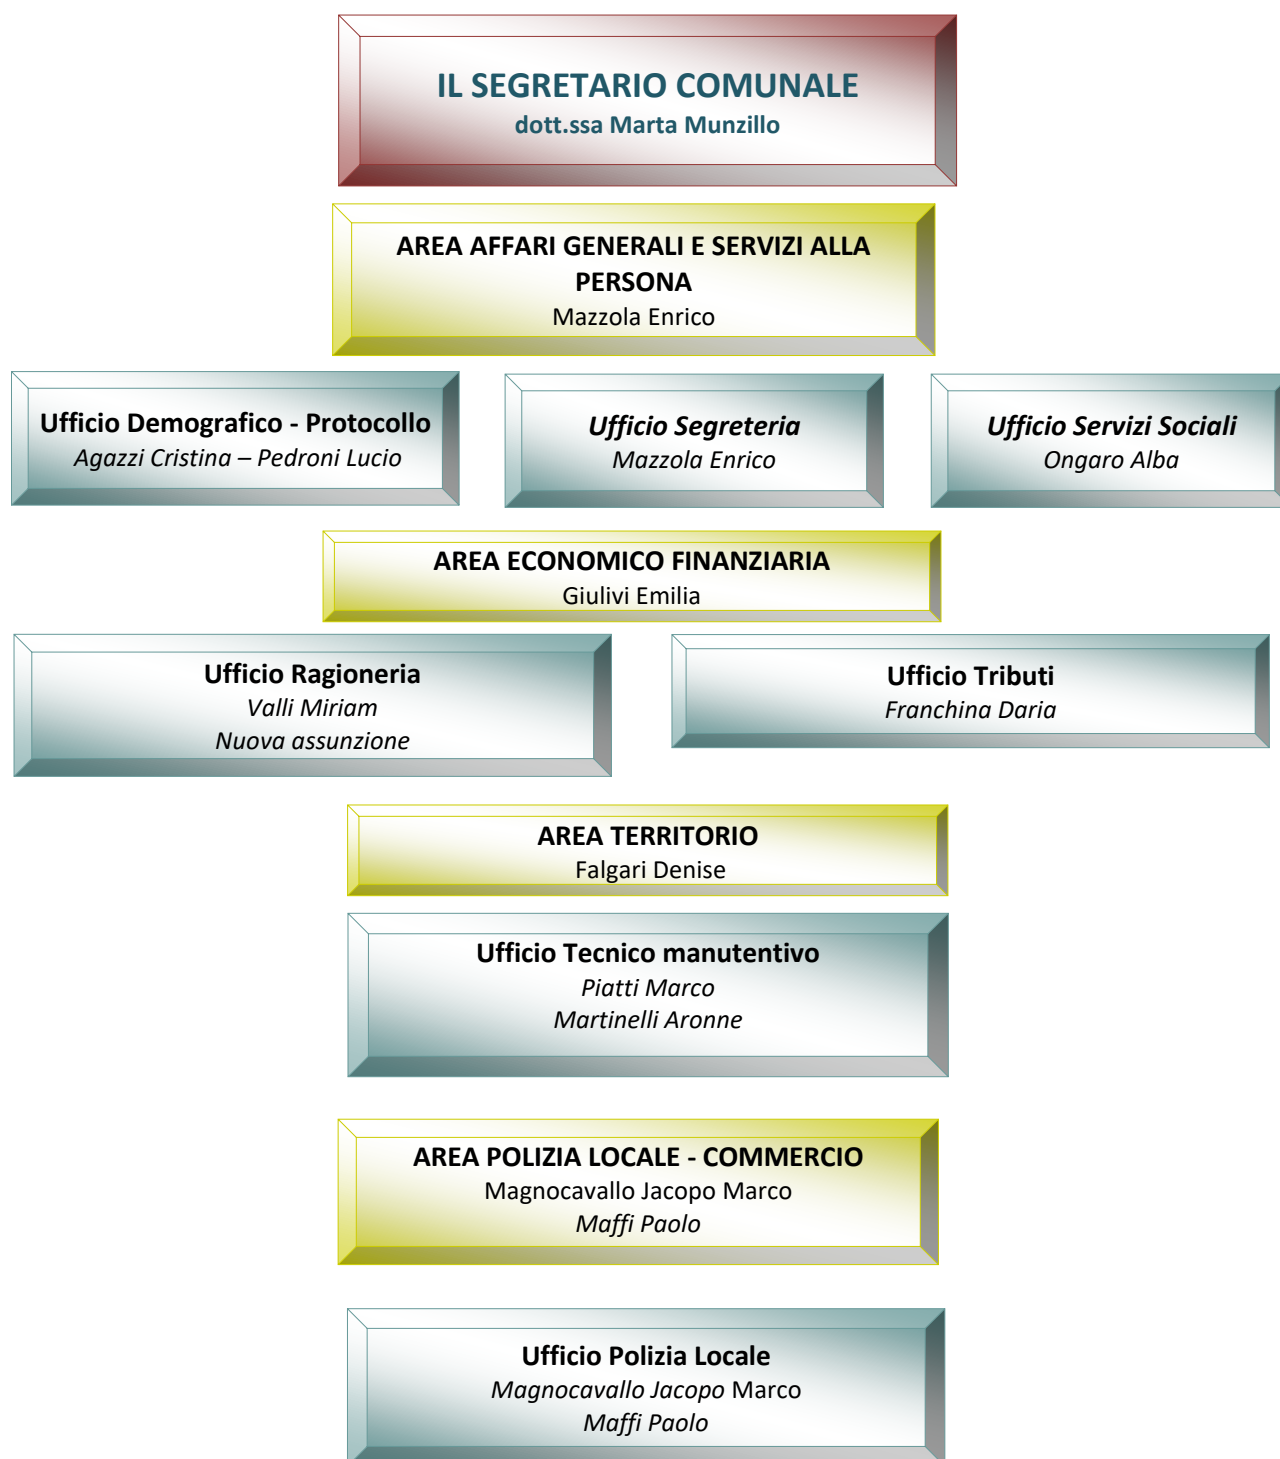 IL SEGRETARIO COMUNALE
dott.ssa Marta Munzillo
AREA AFFARI GENERALI E SERVIZI ALLA
PERSONA
Mazzola Enrico
Ufficio Demografico - Protocollo
Agazzi Cristina – Pedroni Lucio
Ufficio Segreteria
Mazzola Enrico
Ufficio Servizi Sociali
Ongaro Alba
AREA ECONOMICO FINANZIARIA
Giulivi Emilia
Ufficio Ragioneria
Valli Miriam
Nuova assunzione
Ufficio Tributi
Franchina Daria
AREA TERRITORIO
Falgari Denise
Ufficio Tecnico manutentivo
Piatti Marco
Martinelli Aronne
AREA POLIZIA LOCALE - COMMERCIO
Magnocavallo Jacopo Marco
Maffi Paolo
Ufficio Polizia Locale
Magnocavallo Jacopo Marco
Maffi Paolo